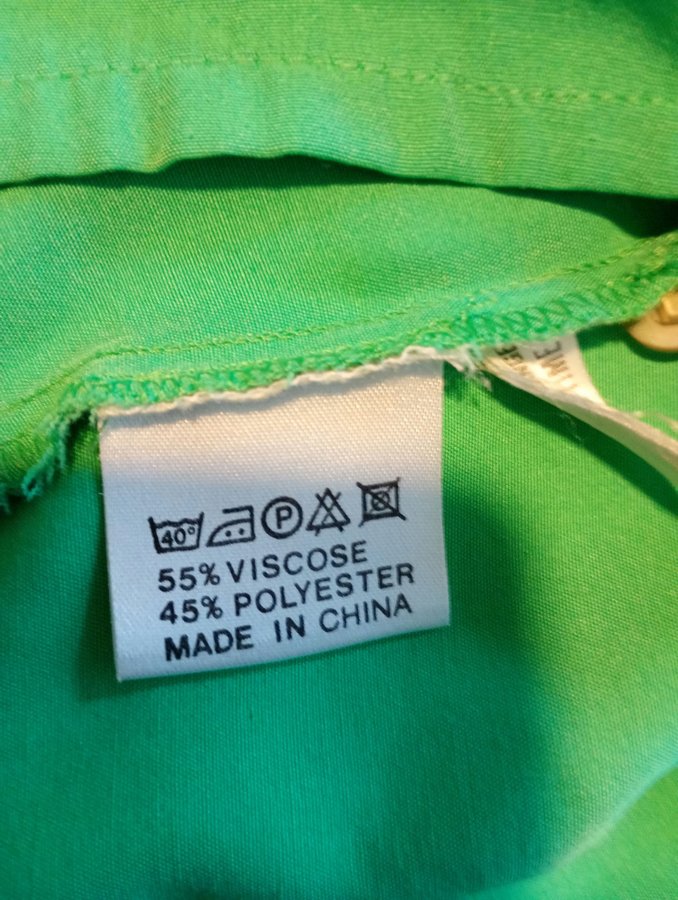 40° P
55% VISCOSE
45% POLYESTER
MADE IN CHINA